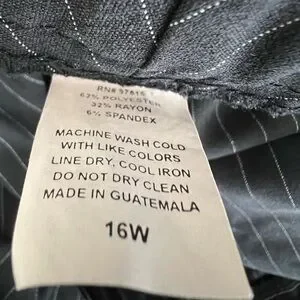 RN# 97816
62% POLYESTER
32% RAYON
6% SPANDEX
MACHINE WASH COLD
WITH LIKE COLORS
LINE DRY, COOL IRON
DO NOT DRY CLEAN
MADE IN GUATEMALA
16W